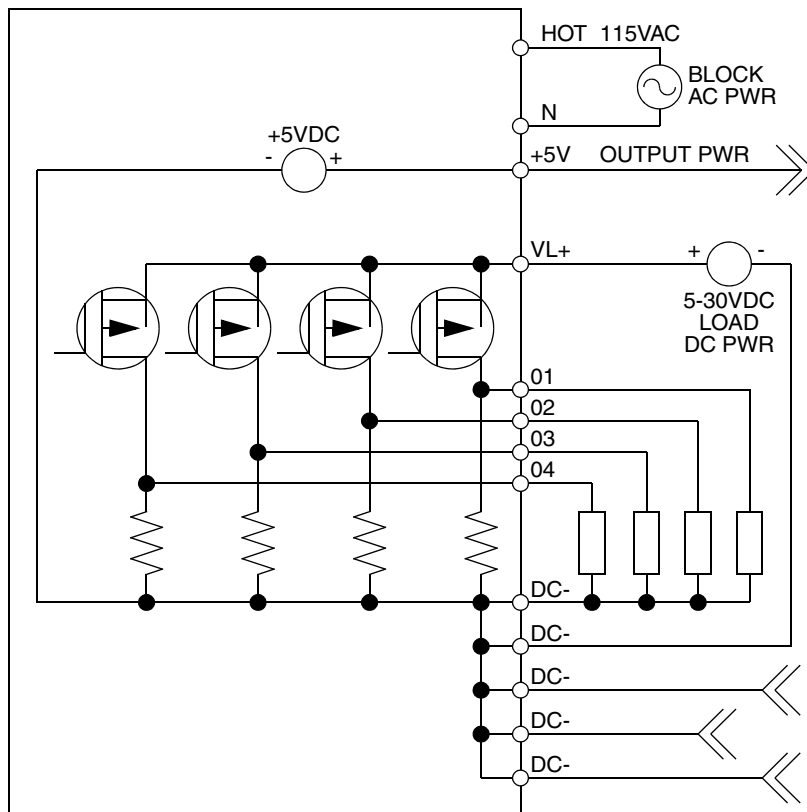 HOT 115VAC
BLOCK
AC PWR
N
+5VDC
- +
+5V OUTPUT PWR
VL+
+ -
5-30VDC
LOAD
DC PWR
01
02
03
04
DC-
DC-
DC-
DC-
DC-